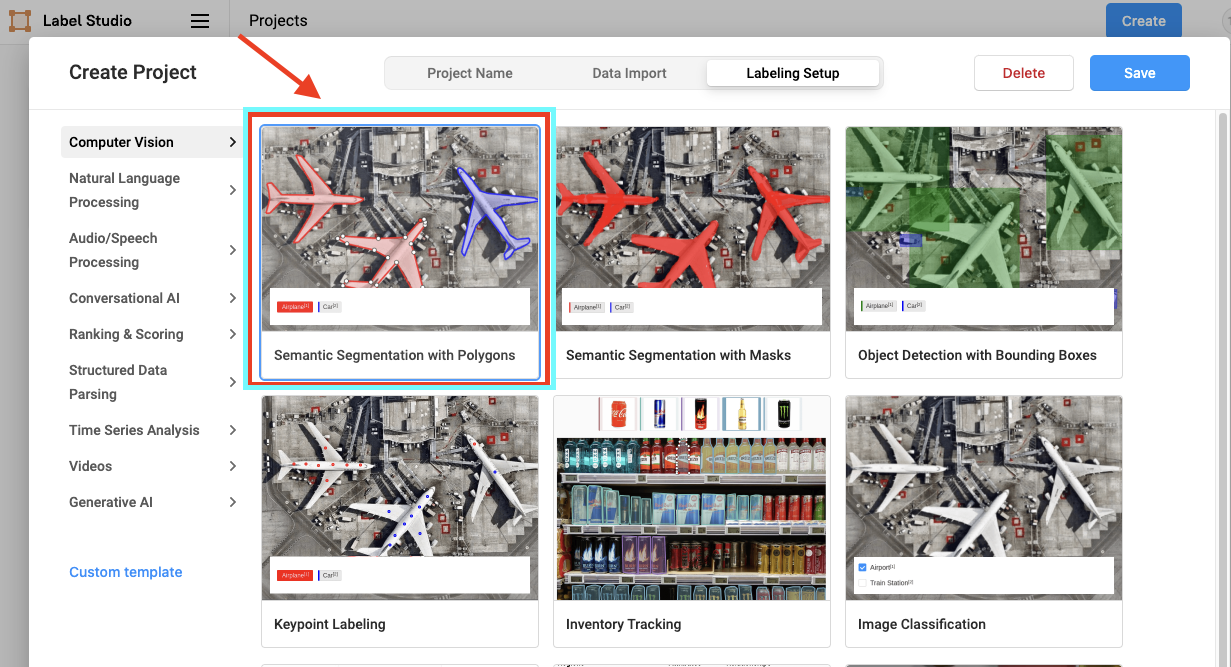 Label Studio
Projects
Create
Create Project
Project Name
Data Import
Labeling Setup
Delete
Save
Computer Vision
Natural Language
Processing
Audio/Speech
Processing
Conversational AI
Ranking & Scoring
Structured Data
Parsing
Time Series Analysis
Videos
Generative AI
Custom template
Airplane[1] Car[2]
Semantic Segmentation with Polygons
Airplane[1] Car[2]
Semantic Segmentation with Masks
Airplane[1] Car[2]
Object Detection with Bounding Boxes
Airplane[1] Car[2]
Keypoint Labeling
Inventory Tracking
Airport[1]
Train Station[2]
Image Classification